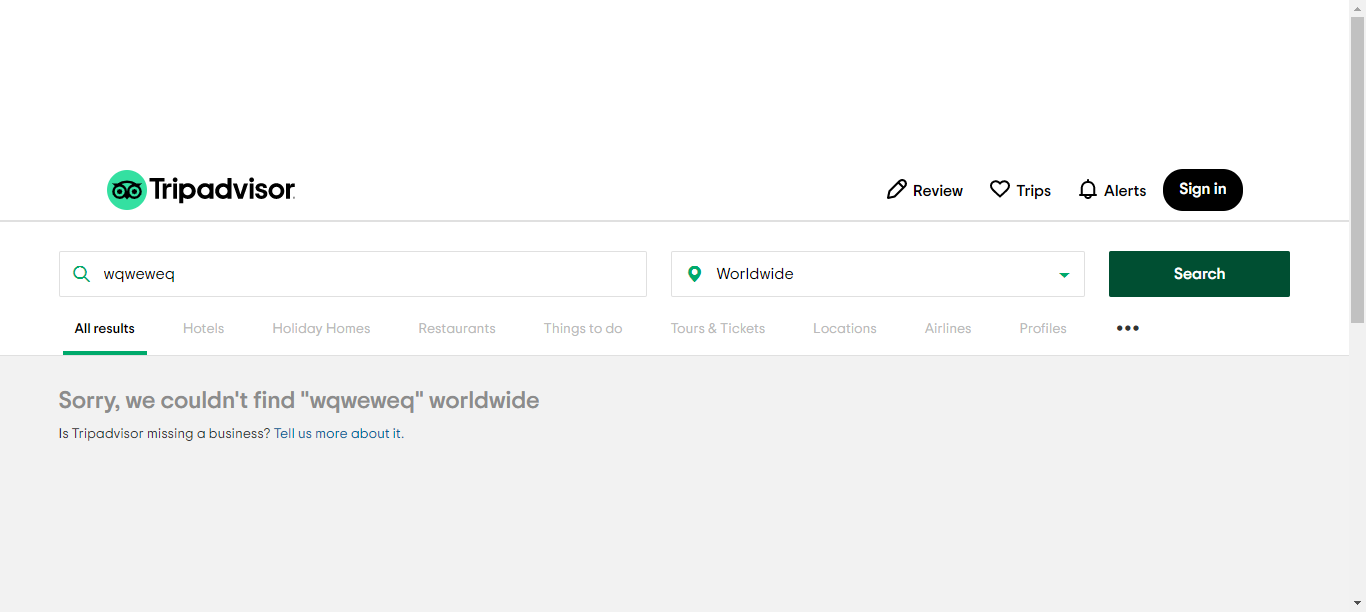 Tripadvisor
Review Trips Alerts Sign in
wqweweq Worldwide Search
All results Hotels Holiday Homes Restaurants Things to do Tours & Tickets Locations Airlines Profiles •••
Sorry, we couldn't find "wqweweq" worldwide
Is Tripadvisor missing a business? Tell us more about it.